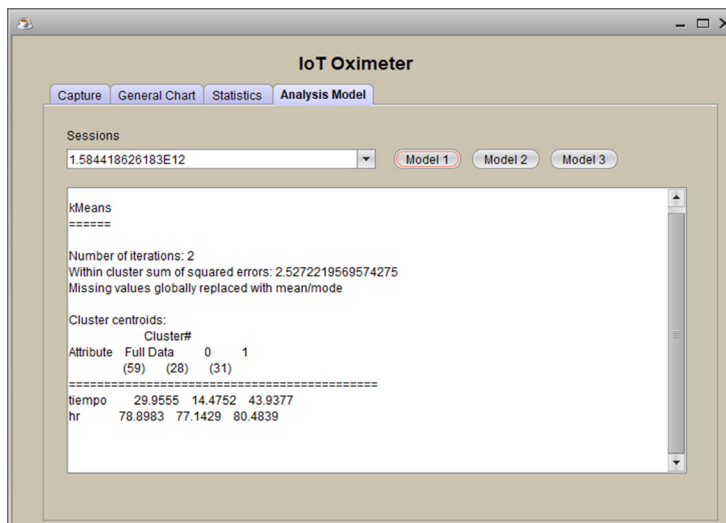 IoT Oximeter
Capture General Chart Statistics Analysis Model
Sessions
1.584418626183E12 Model 1 Model 2 Model 3
kMeans
======
Number of iterations: 2
Within cluster sum of squared errors: 2.5272219569574275
Missing values globally replaced with mean/mode
Cluster centroids:
Cluster#
Attribute Full Data 0 1
(59) (28) (31)
============================================
tiempo 29.9555 14.4752 43.9377
hr 78.8983 77.1429 80.4839